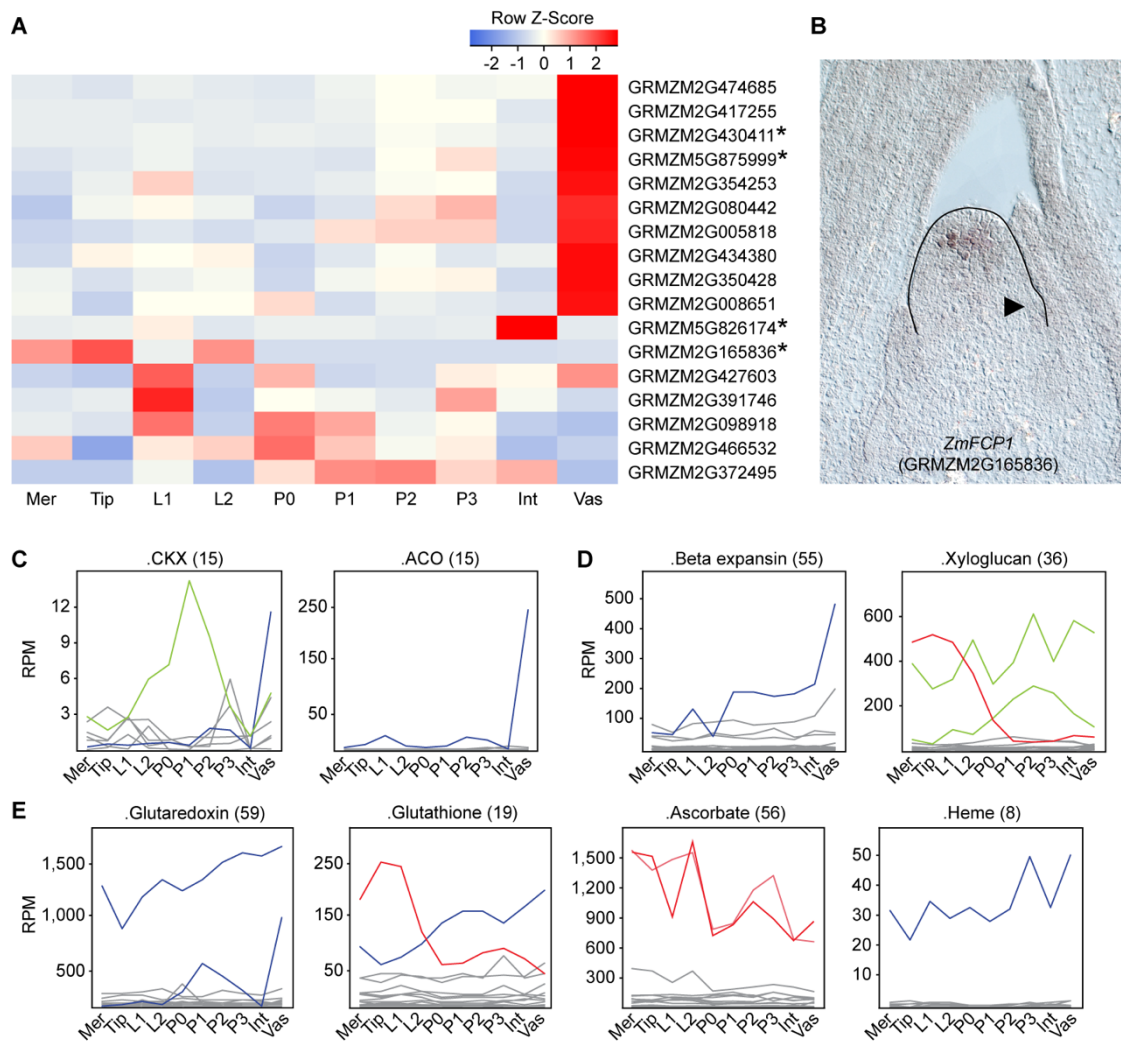 A
Row Z-Score
-2 -1 0 1 2
B
GRMZM2G474685
GRMZM2G417255
GRMZM2G430411*
GRMZM5G875999*
GRMZM2G354253
GRMZM2G080442
GRMZM2G005818
GRMZM2G434380
GRMZM2G350428
GRMZM2G008651
GRMZM5G826174*
GRMZM2G165836*
GRMZM2G427603
GRMZM2G391746
GRMZM2G098918
GRMZM2G466532
GRMZM2G372495
Mer Tip L1 L2 P0 P1 P2 P3 Int Vas
ZmFCP1
(GRMZM2G165836)
C
.CKX (15)
RPM
12
9
6
3
Mer Tip L1 L2 P0 P1 P2 P3 Int Vas
.ACO (15)
250
150
50
Mer Tip L1 L2 P0 P1 P2 P3 Int Vas
D
.Beta expansin (55)
RPM
500
400
300
200
100
Mer Tip L1 L2 P0 P1 P2 P3 Int Vas
.Xyloglucan (36)
600
400
200
Mer Tip L1 L2 P0 P1 P2 P3 Int Vas
E
.Glutaredoxin (59)
RPM
1,500
1,000
500
Mer Tip L1 L2 P0 P1 P2 P3 Int Vas
.Glutathione (19)
250
150
50
Mer Tip L1 L2 P0 P1 P2 P3 Int Vas
.Ascorbate (56)
1,500
1,200
900
600
300
Mer Tip L1 L2 P0 P1 P2 P3 Int Vas
.Heme (8)
50
40
30
20
10
Mer Tip L1 L2 P0 P1 P2 P3 Int Vas